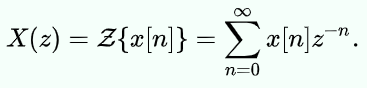 X(z) = 𝒵{x[n]} = ∑_{n=0}^{∞} x[n]z^{-n}.